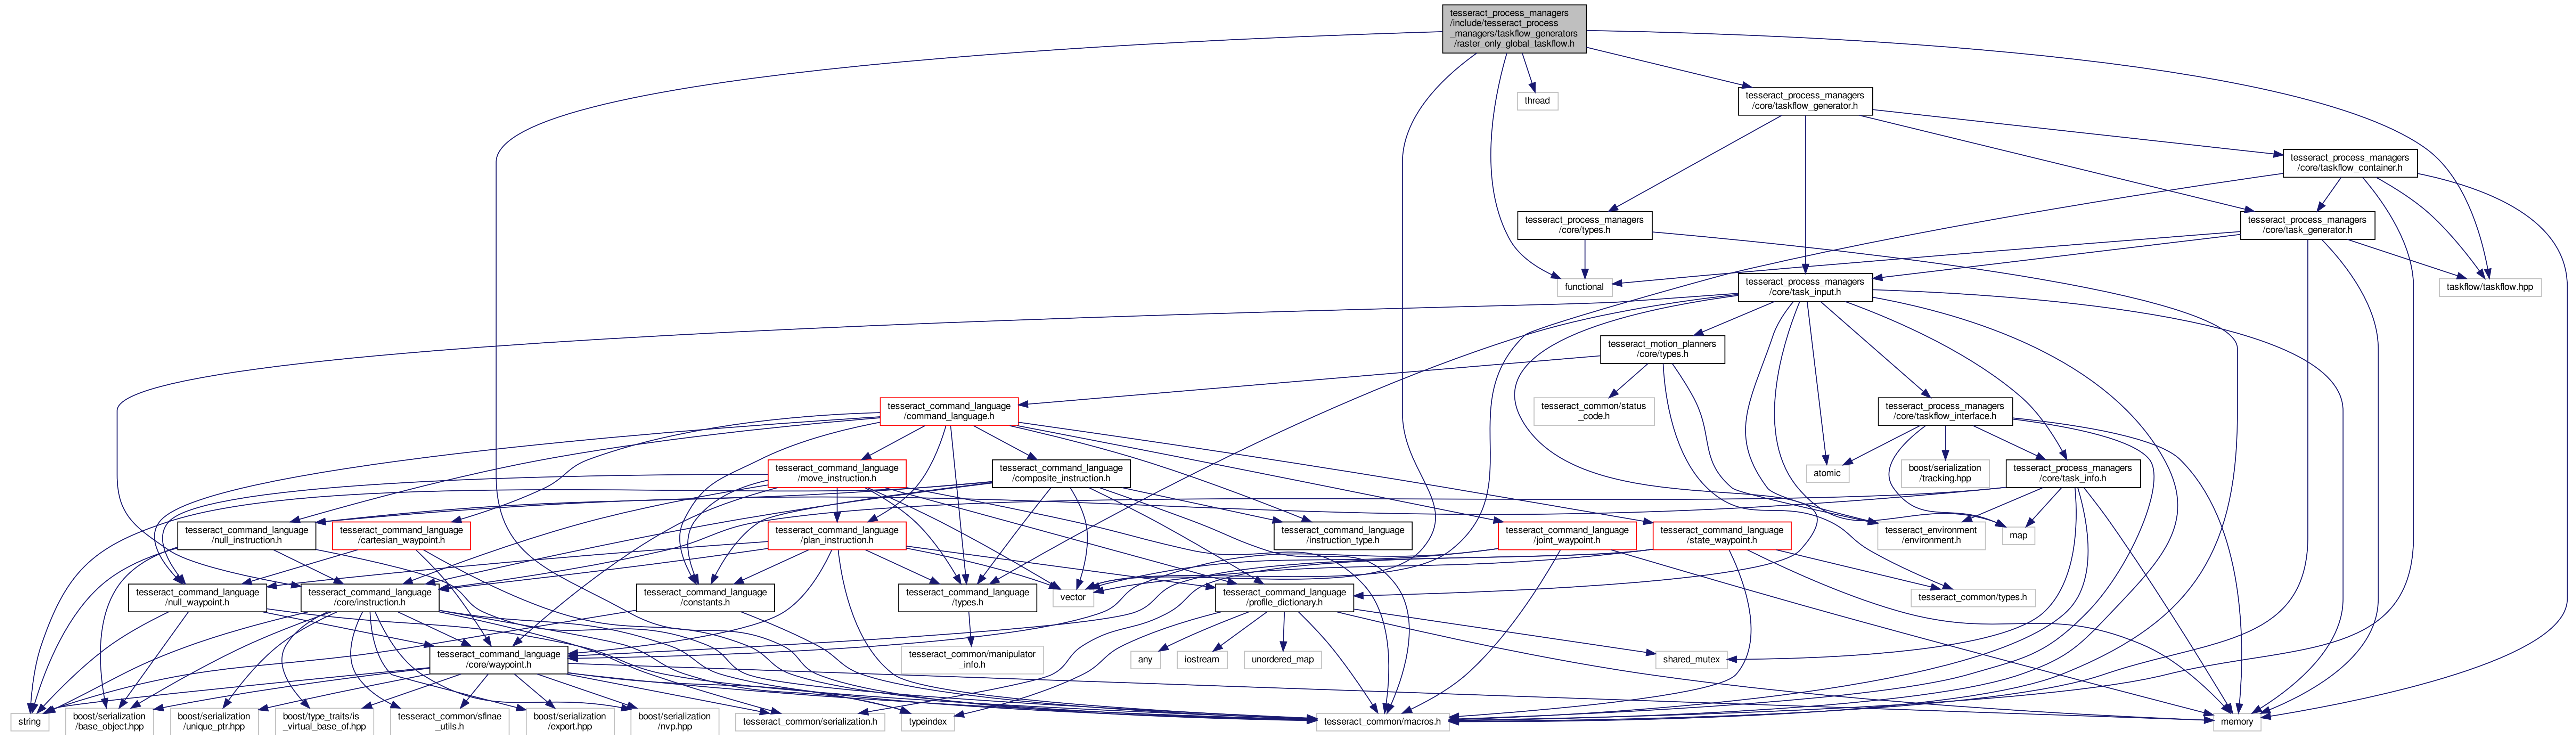 tesseract_process_managers
/include/tesseract_process
_managers/taskflow_generators
/raster_only_global_taskflow.h
thread
tesseract_process_managers
/core/taskflow_generator.h
tesseract_process_managers
/core/taskflow_container.h
tesseract_process_managers
/core/types.h
tesseract_process_managers
/core/task_generator.h
functional
tesseract_process_managers
/core/task_input.h
taskflow/taskflow.hpp
tesseract_motion_planners
/core/types.h
tesseract_command_language
/command_language.h
tesseract_common/status
_code.h
tesseract_process_managers
/core/taskflow_interface.h
tesseract_command_language
/move_instruction.h
tesseract_command_language
/composite_instruction.h
atomic
boost/serialization
/tracking.hpp
tesseract_process_managers
/core/task_info.h
tesseract_command_language
/null_instruction.h
tesseract_command_language
/cartesian_waypoint.h
tesseract_command_language
/plan_instruction.h
tesseract_command_language
/instruction_type.h
tesseract_command_language
/joint_waypoint.h
tesseract_command_language
/state_waypoint.h
tesseract_environment
/environment.h
map
tesseract_command_language
/null_waypoint.h
tesseract_command_language
/core/instruction.h
tesseract_command_language
/constants.h
tesseract_command_language
/types.h
vector
tesseract_command_language
/profile_dictionary.h
tesseract_common/types.h
tesseract_command_language
/core/waypoint.h
tesseract_common/manipulator
_info.h
any
iostream
unordered_map
shared_mutex
string
boost/serialization
/base_object.hpp
boost/serialization
/unique_ptr.hpp
boost/type_traits/is
_virtual_base_of.hpp
tesseract_common/sfinae
_utils.h
boost/serialization
/export.hpp
boost/serialization
/nvp.hpp
tesseract_common/serialization.h
typeindex
tesseract_common/macros.h
memory